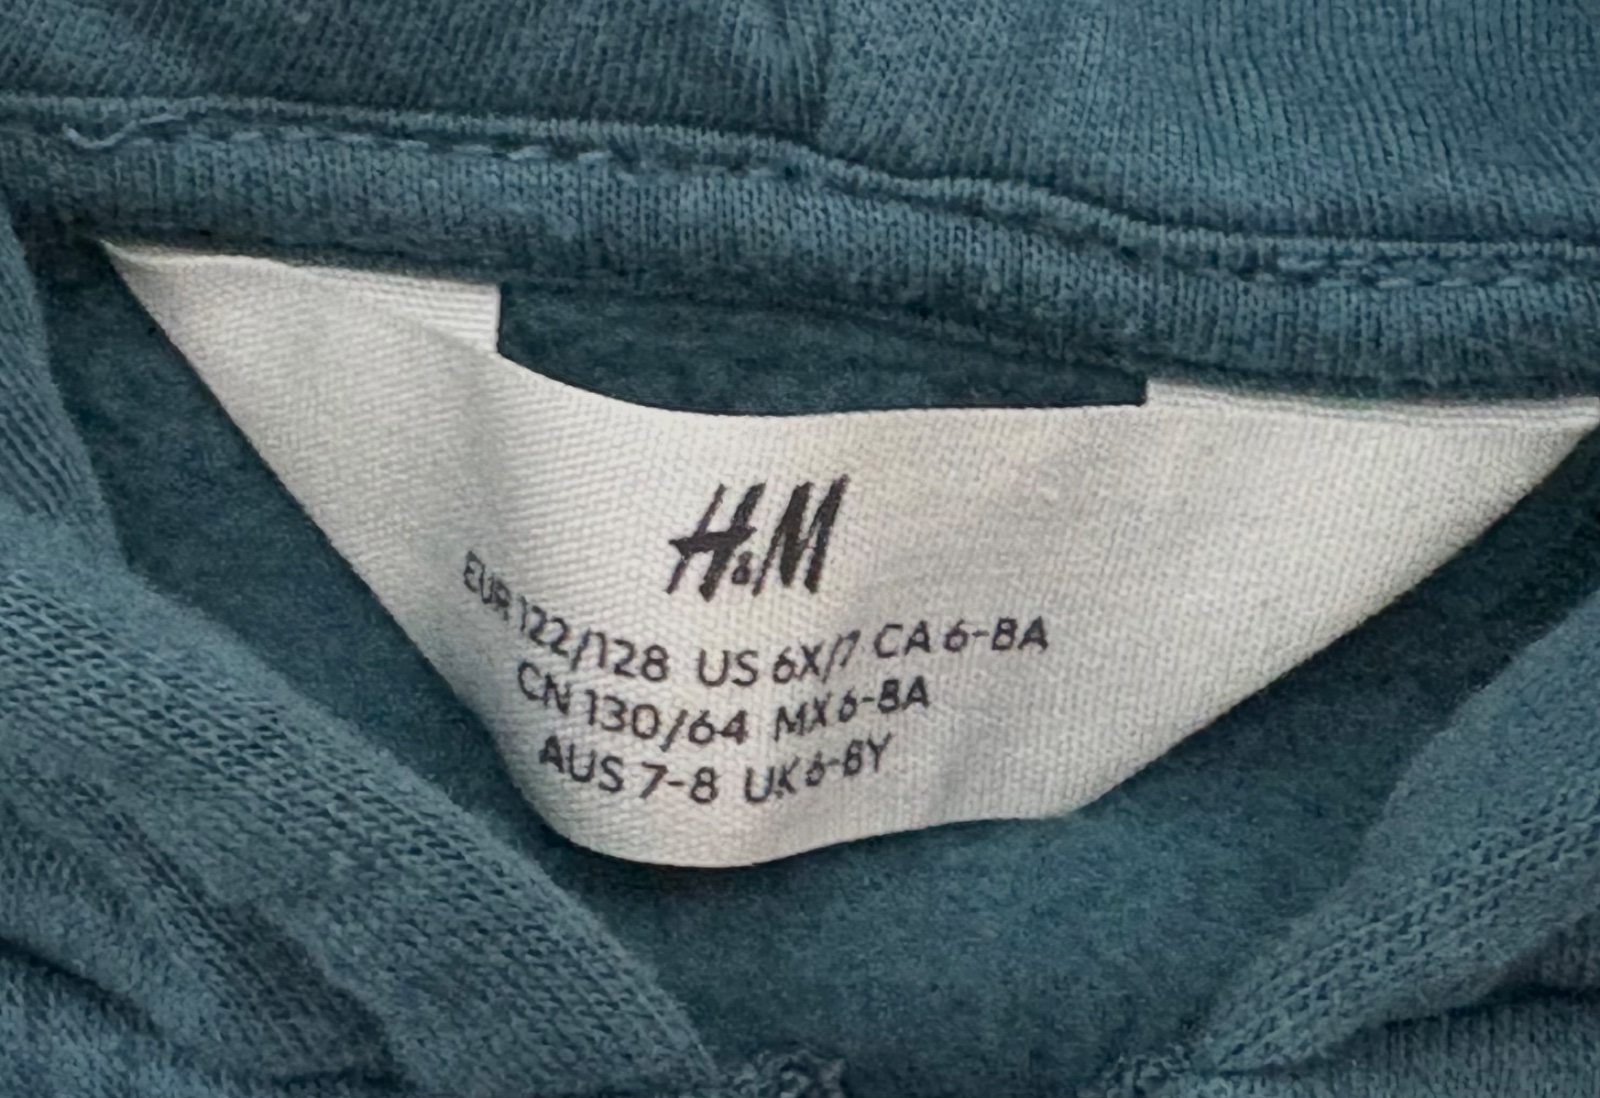 H&M
EUR 122/128 US 6X/7 CA 6-8A
CN 130/64 MX 6-8A
AUS 7-8 UK 6-8Y